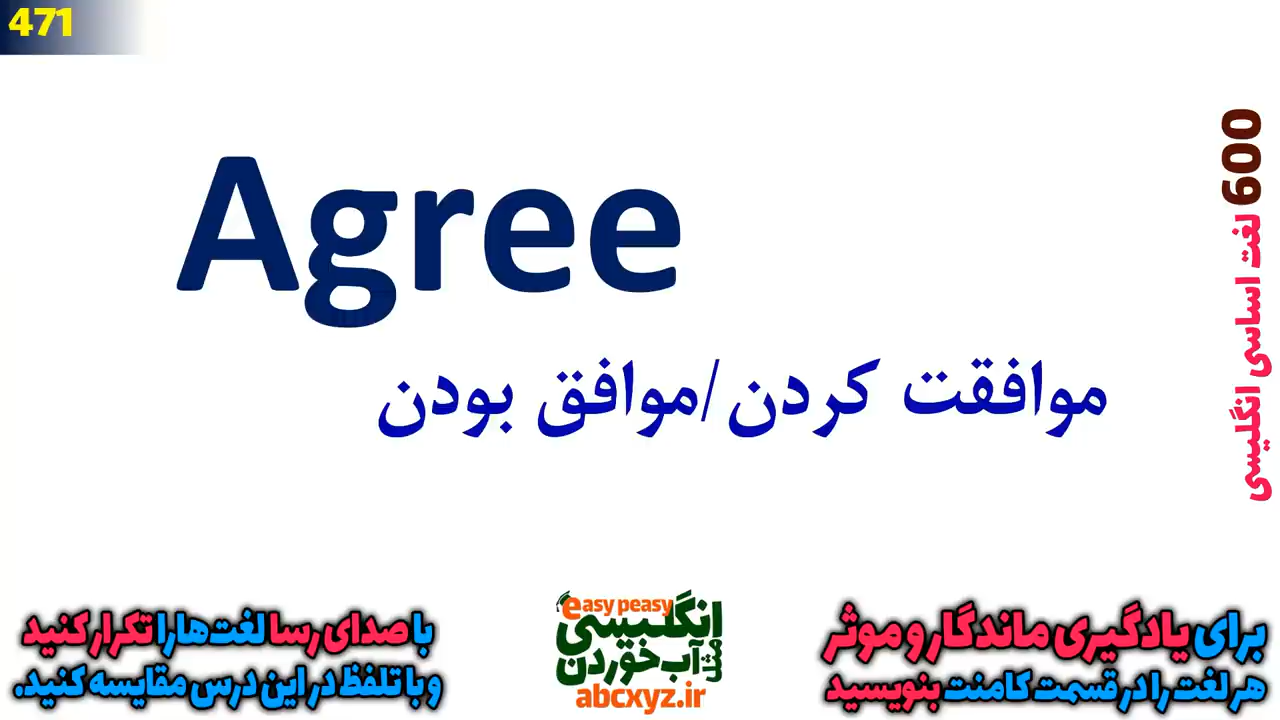 471
Agree
موافقت کردن/موافق بودن
600 لغت اساسی انگلیسی
برای یادگیری ماندگار و موثر
هر لغت را در قسمت کامنت بنویسید
easy peasy
انگلیسی
مثل آب خوردن
abcxyz.ir
با صدای رسا لغت‌ها را تکرار کنید
و با تلفظ در این درس مقایسه کنید.